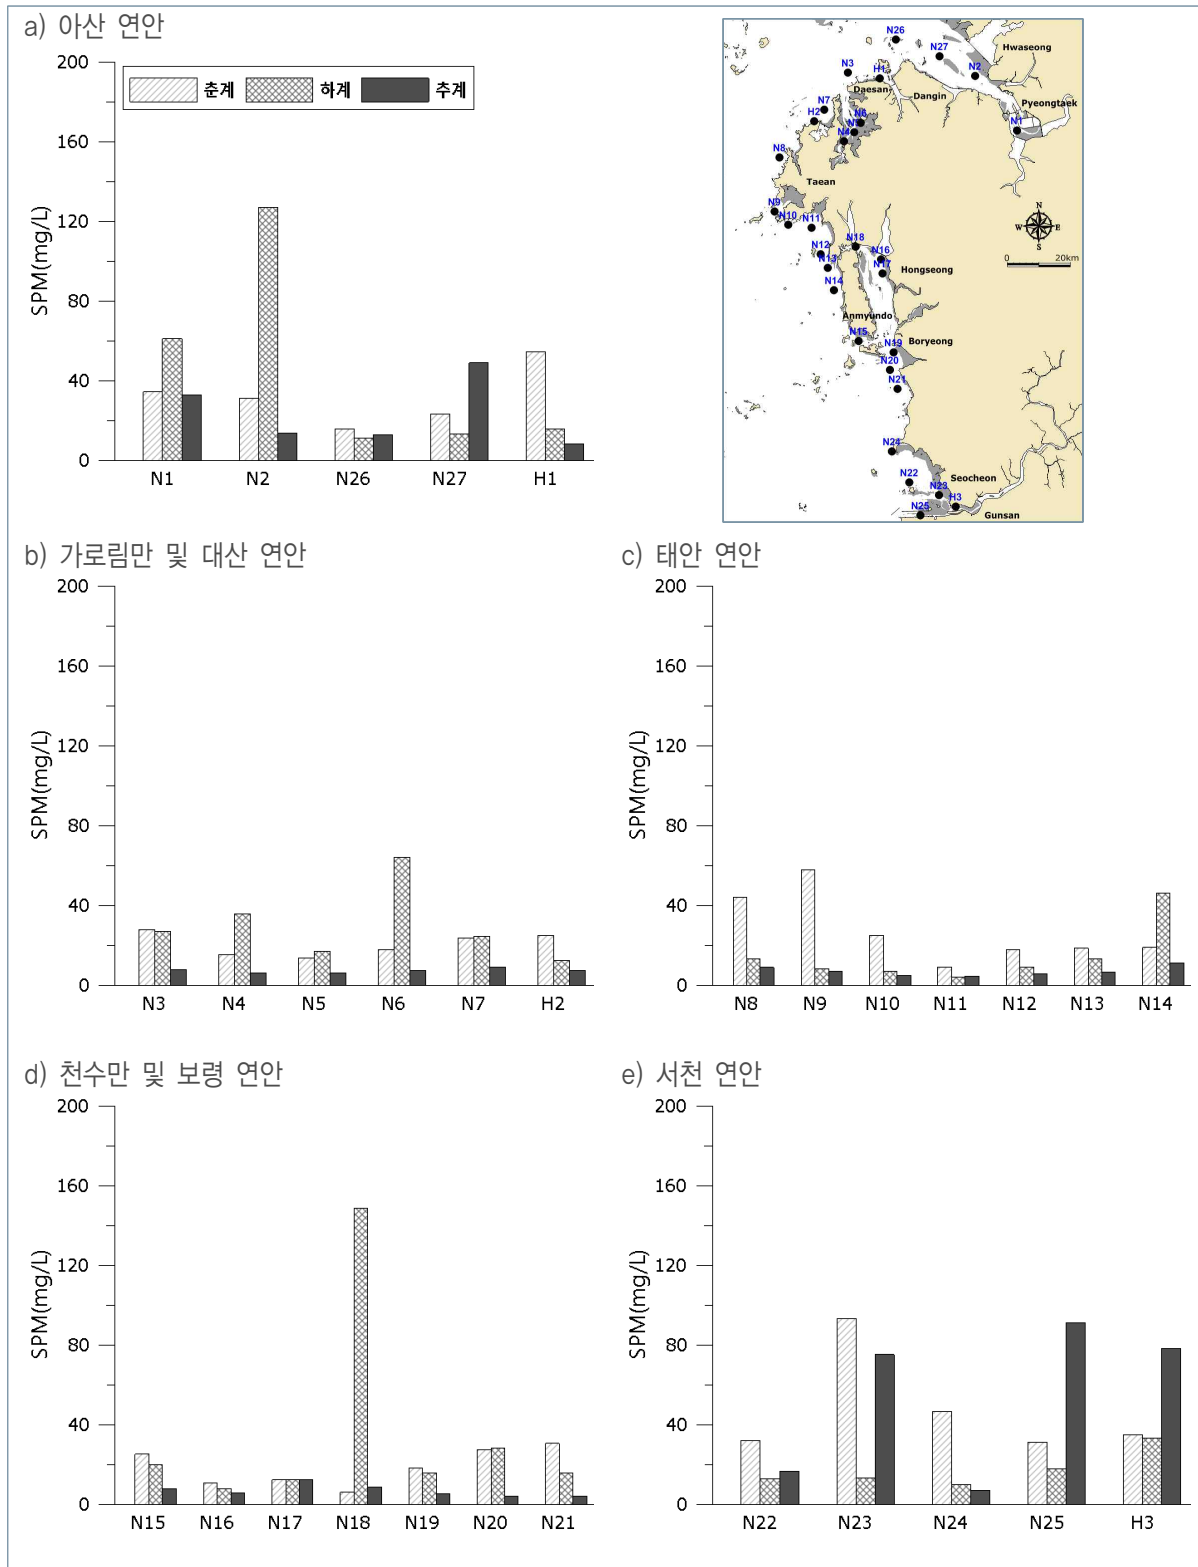 a) 아산 연안
200
160
120
80
40
0
SPM(mg/L)
춘계 하계 추계
N1 N2 N26 N27 H1
N26
N27
Hwaseong
N3
H1
N2
Daesan
Dangin
N7
H2
N6
N5
N4
Pyeongtaek
N1
N8
Taean
N9
N10
N11
N
W E
S
N18
N12
N13
N16
N17
0 20km
Hongseong
N14
Anmyundo
N15
Boryeong
N19
N20
N21
N24
N22
Seocheon
N23
H3
N25
Gunsan
b) 가로림만 및 대산 연안
200
160
120
80
40
0
SPM(mg/L)
N3 N4 N5 N6 N7 H2
c) 태안 연안
200
160
120
80
40
0
SPM(mg/L)
N8 N9 N10 N11 N12 N13 N14
d) 천수만 및 보령 연안
200
160
120
80
40
0
SPM(mg/L)
N15 N16 N17 N18 N19 N20 N21
e) 서천 연안
200
160
120
80
40
0
SPM(mg/L)
N22 N23 N24 N25 H3